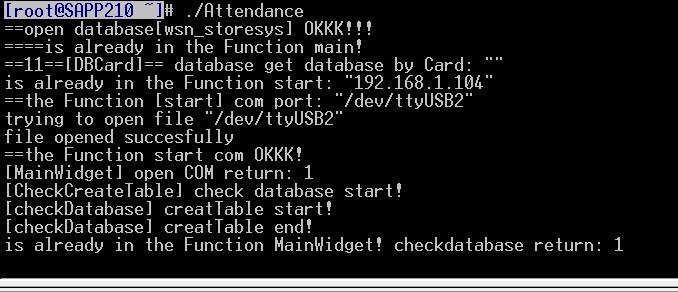 [root@SAPP210 ~]# ./Attendance
==open database[wsn_storesys] OKKK!!!
====is already in the Function main!
==11==[DBCard]== database get database by Card: ""
is already in the Function start: "192.168.1.104"
==the Function [start] com port: "/dev/ttyUSB2"
trying to open file "/dev/ttyUSB2"
file opened succesfully
==the Function start com OKKK!
[MainWidget] open COM return: 1
[CheckCreateTable] check database start!
[checkDatabase] creatTable start!
[checkDatabase] creatTable end!
is already in the Function MainWidget! checkdatabase return: 1